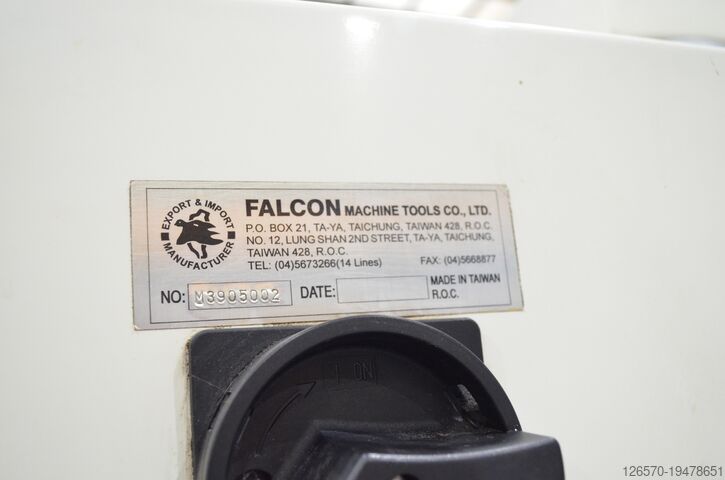 EXPORT & IMPORT
MANUFACTURER
FALCON MACHINE TOOLS CO., LTD.
P.O. BOX 21, TA-YA, TAICHUNG, TAIWAN 428, R.O.C.
NO. 12, LUNG SHAN 2ND STREET, TA-YA, TAICHUNG,
TAIWAN 428, R.O.C.
TEL: (04)5673266(14 Lines) FAX: (04)5668877
NO: M3905002 DATE: MADE IN TAIWAN
R.O.C.
1 ON
126570-19478651